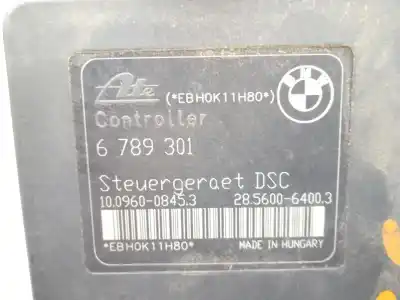 Ate (*EBH0K11H80*) BMW
Controller
6 789 301
Steuergeraet DSC
10.0960-0845.3 28.5600-6400.3
*EBH0K11H80* MADE IN HUNGARY